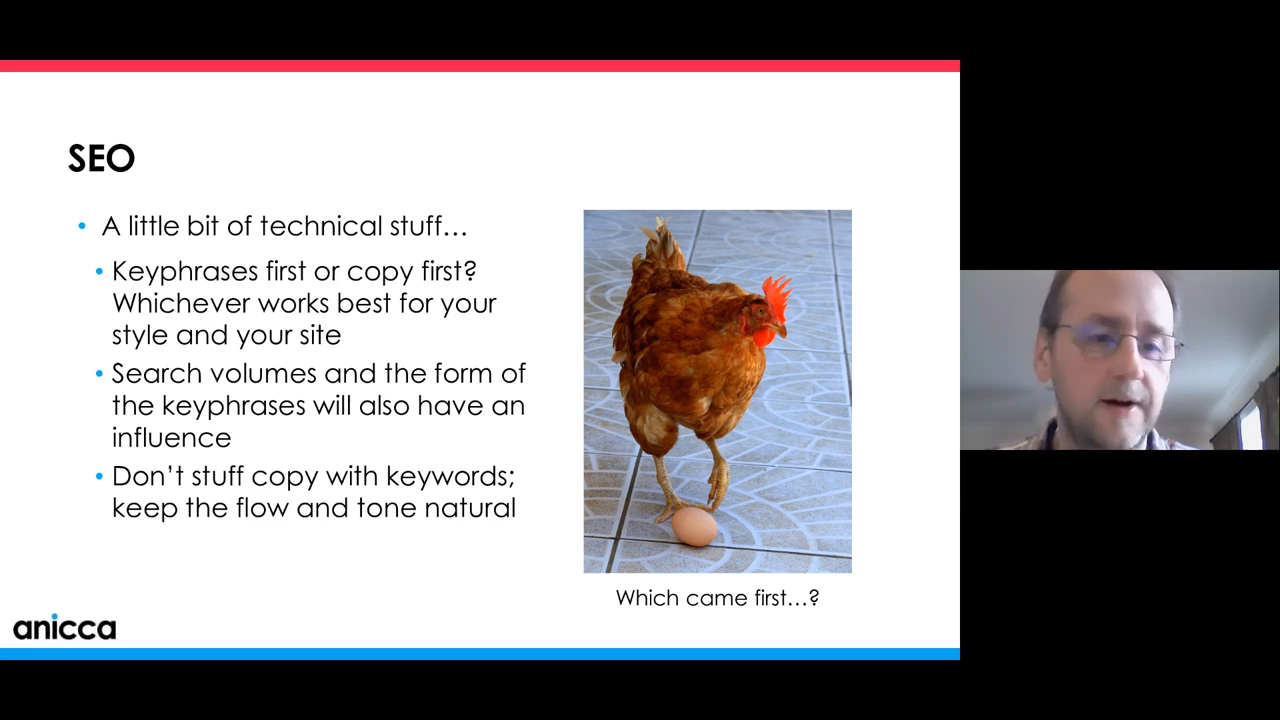 SEO
• A little bit of technical stuff…
• Keyphrases first or copy first?
Whichever works best for your
style and your site
• Search volumes and the form of
the keyphrases will also have an
influence
• Don’t stuff copy with keywords;
keep the flow and tone natural
Which came first…?
anicca